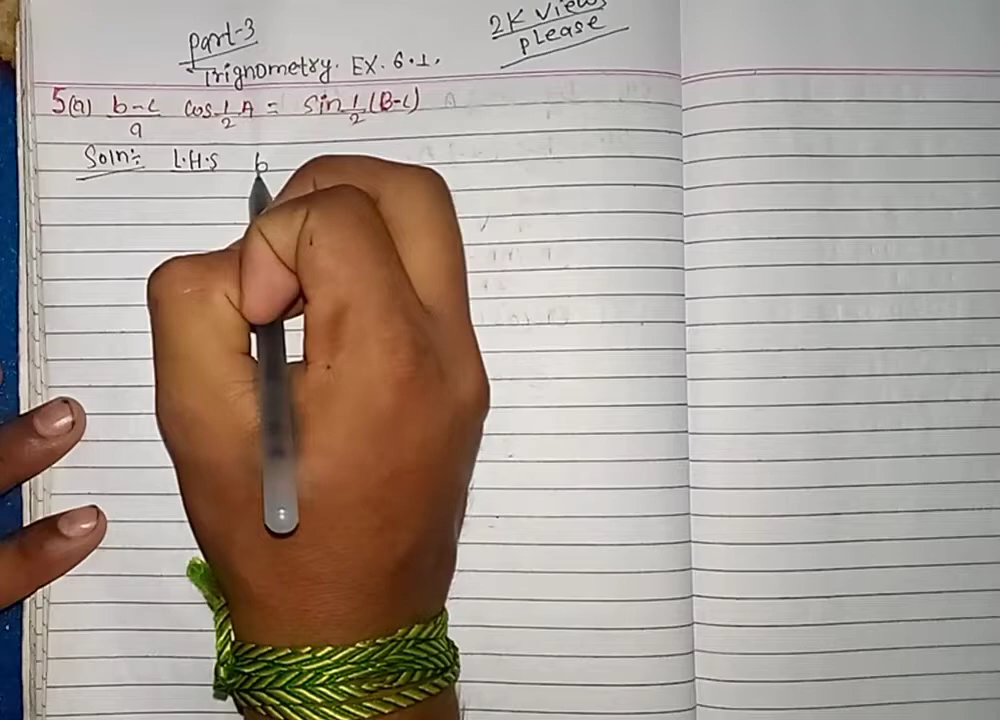 Part-3
2K views
please
Trignometry. EX. 6.1.
5(a) b-c/a cos 1/2 A = sin 1/2 (B-C)
Soln:- L.H.S b